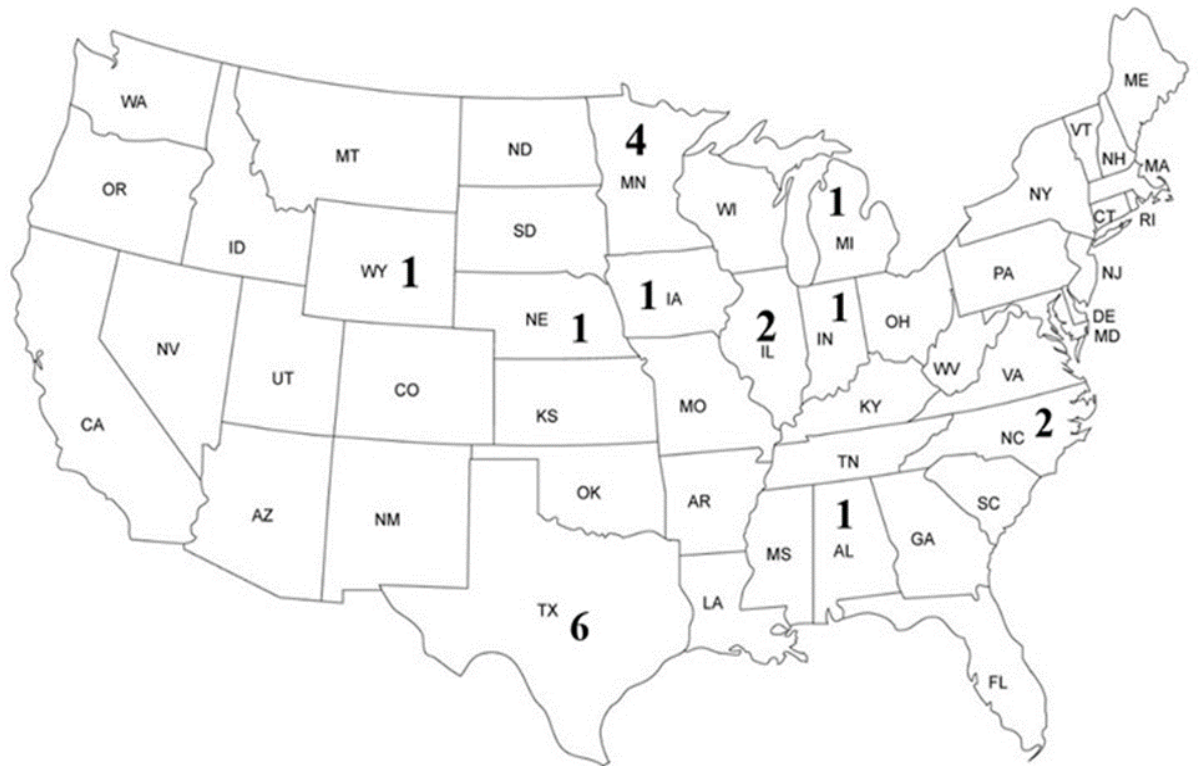 ME
WA
VT
4
ND
MT
NH
MA
MN
OR
NY
1
WI
CT
RI
SD
MI
ID
WY 1
PA
NJ
1 IA
1
NE 1
2
OH
DE
MD
IN
NV
IL
WV
VA
UT
CO
MO
KY
KS
CA
NC 2
TN
OK
AR
SC
AZ
NM
1
GA
MS
AL
LA
TX 6
FL